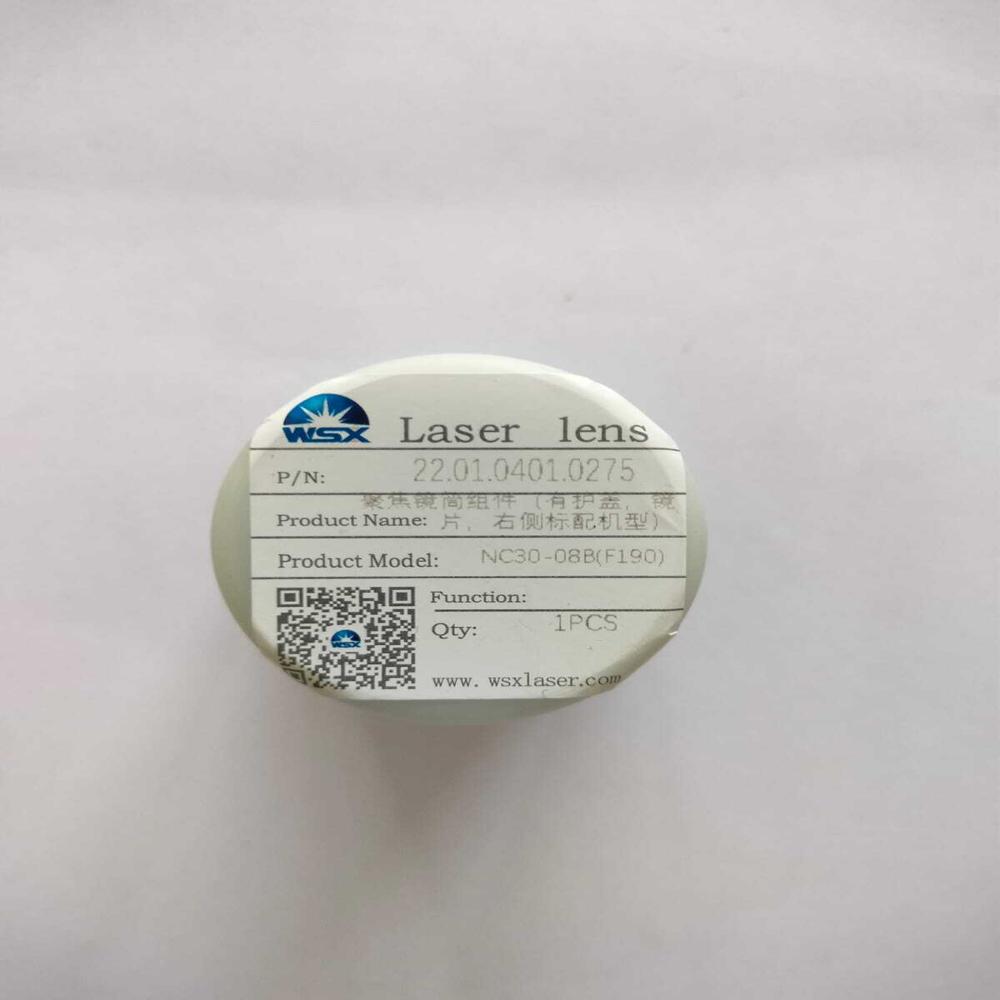 WSX
Laser lens
P/N: 22.01.0401.0275
聚焦镜筒组件 (有护盖, 镜
Product Name: 片, 右侧标配机型)
Product Model: NC30-08B(F190)
Function:
Qty: 1PCS
www.wsxlaser.com